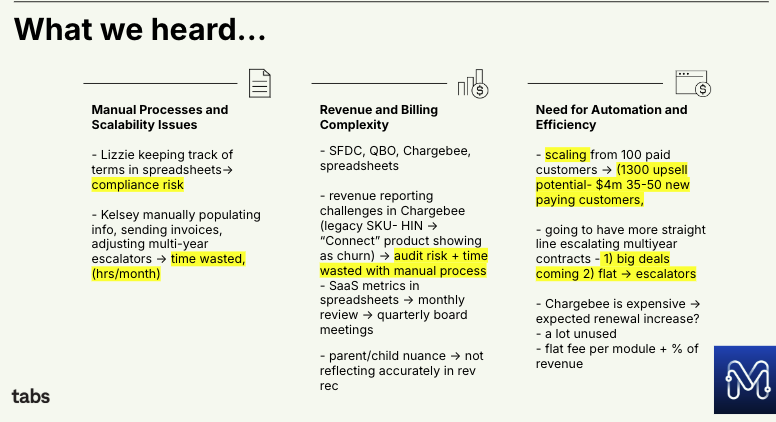 What we heard...
Manual Processes and
Scalability Issues
- Lizzie keeping track of
terms in spreadsheets→
compliance risk
- Kelsey manually populating
info, sending invoices,
adjusting multi-year
escalators → time wasted,
(hrs/month)
Revenue and Billing
Complexity
- SFDC, QBO, Chargebee,
spreadsheets
- revenue reporting
challenges in Chargebee
(legacy SKU- HIN →
“Connect” product showing
as churn) → audit risk + time
wasted with manual process
- SaaS metrics in
spreadsheets → monthly
review → quarterly board
meetings
- parent/child nuance → not
reflecting accurately in rev
rec
Need for Automation and
Efficiency
- scaling from 100 paid
customers → (1300 upsell
potential- $4m 35-50 new
paying customers,
- going to have more straight
line escalating multiyear
contracts - 1) big deals
coming 2) flat → escalators
- Chargebee is expensive →
expected renewal increase?
- a lot unused
- flat fee per module + % of
revenue
tabs
M